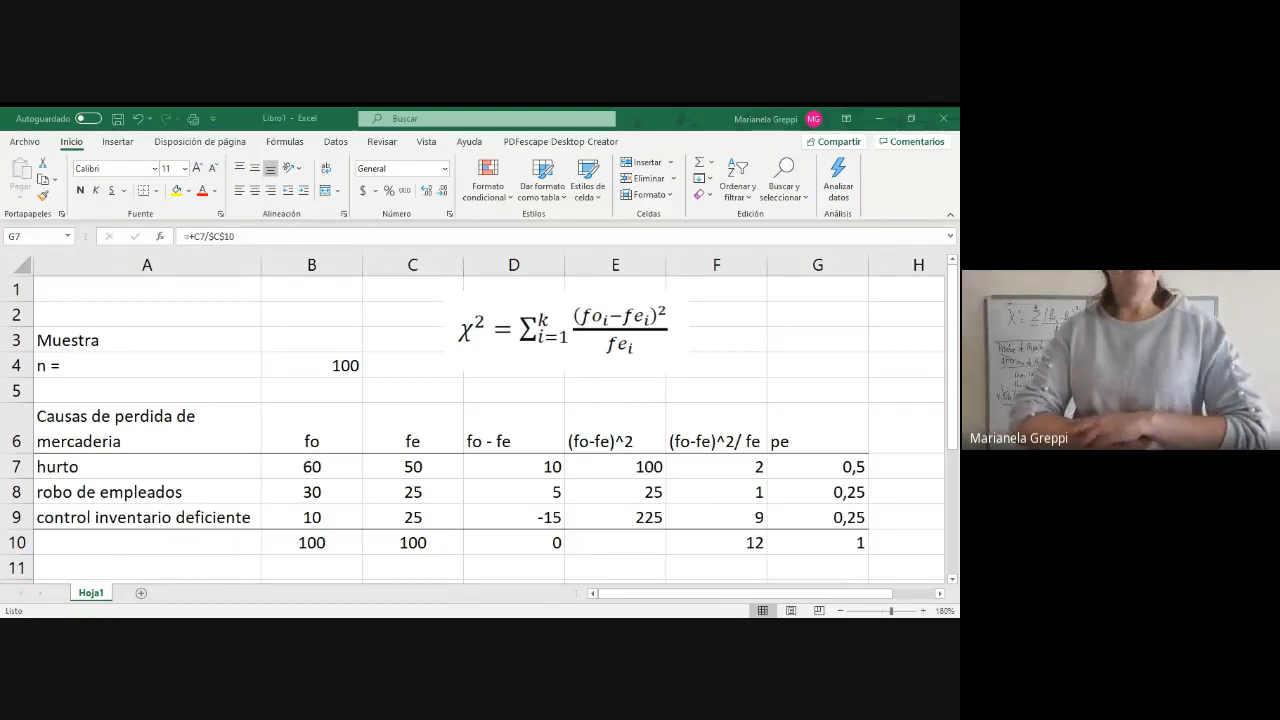 Autoguardado
Libro1 - Excel
Buscar
Marianela Greppi
MG
Archivo Inicio Insertar Disposición de página Fórmulas Datos Revisar Vista Ayuda PDFescape Desktop Creator
Compartir Comentarios
Pegar
Calibri 11
N K S
General
$ % 000
Formato condicional
Dar formato como tabla
Estilos de celda
Insertar
Eliminar
Formato
Ordenar y filtrar
Buscar y seleccionar
Analizar datos
Portapapeles Fuente Alineación Número Estilos Celdas Edición Análisis
G7 fx =+C7/$C$10
A B C D E F G H
1
2
χ² = ∑ᵢ₌₁ᵏ (foᵢ−feᵢ)² / feᵢ
3 Muestra
4 n = 100
5
Causas de perdida de
6 mercaderia fo fe fo - fe (fo-fe)^2 (fo-fe)^2/ fe pe
7 hurto 60 50 10 100 2 0,5
8 robo de empleados 30 25 5 25 1 0,25
9 control inventario deficiente 10 25 -15 225 9 0,25
10 100 100 0 12 1
11
Hoja1
Listo
180%
Marianela Greppi